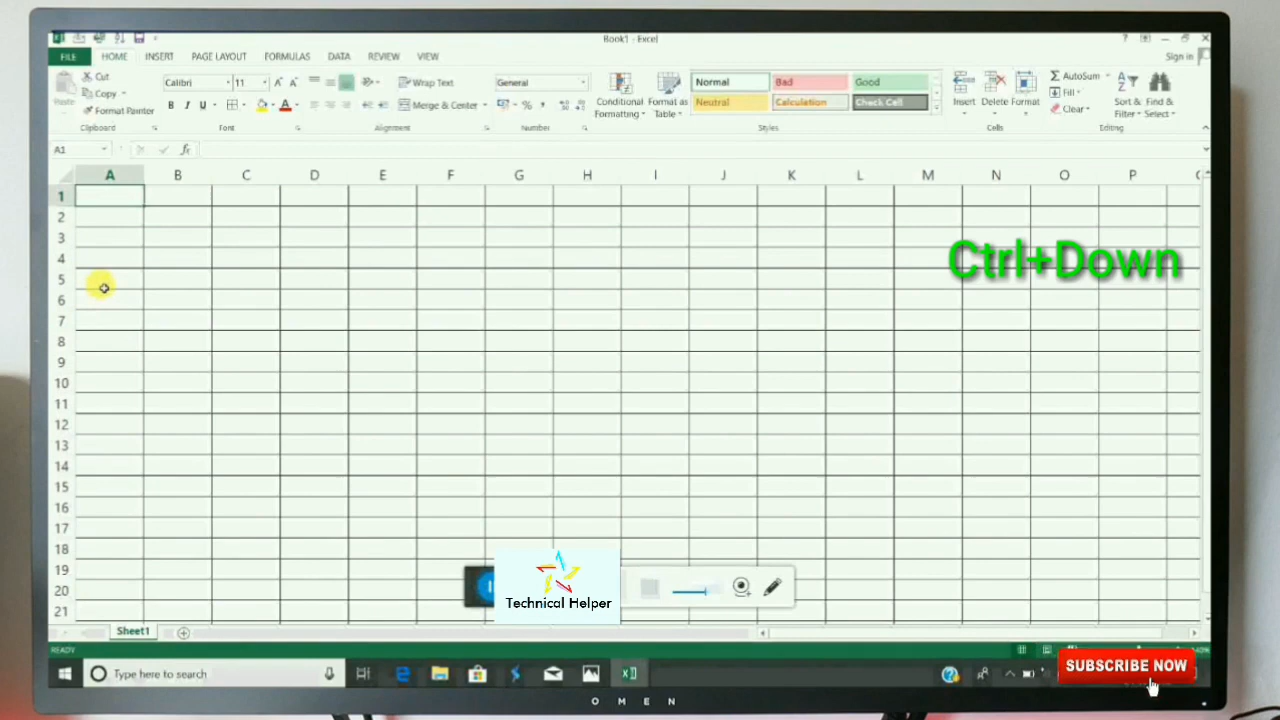 Book1 - Excel
?
FILE HOME INSERT PAGE LAYOUT FORMULAS DATA REVIEW VIEW
Sign in
Paste
Cut
Copy
Format Painter
Clipboard
Calibri 11 A A
B I U A
Font
Wrap Text
Merge & Center
Alignment
General
%
Number
Conditional
Formatting
Format as
Table
Normal Bad Good
Neutral Calculation Check Cell
Styles
Insert Delete Format
Cells
AutoSum
Fill
Clear
Sort &
Filter
Find &
Select
Editing
A1 fx
A B C D E F G H I J K L M N O P
1
2
3
4
5
6
7
8
9
10
11
12
13
14
15
16
17
18
19
20
21
Ctrl+Down
Technical Helper
Sheet1
READY
Type here to search
SUBSCRIBE NOW
OMEN